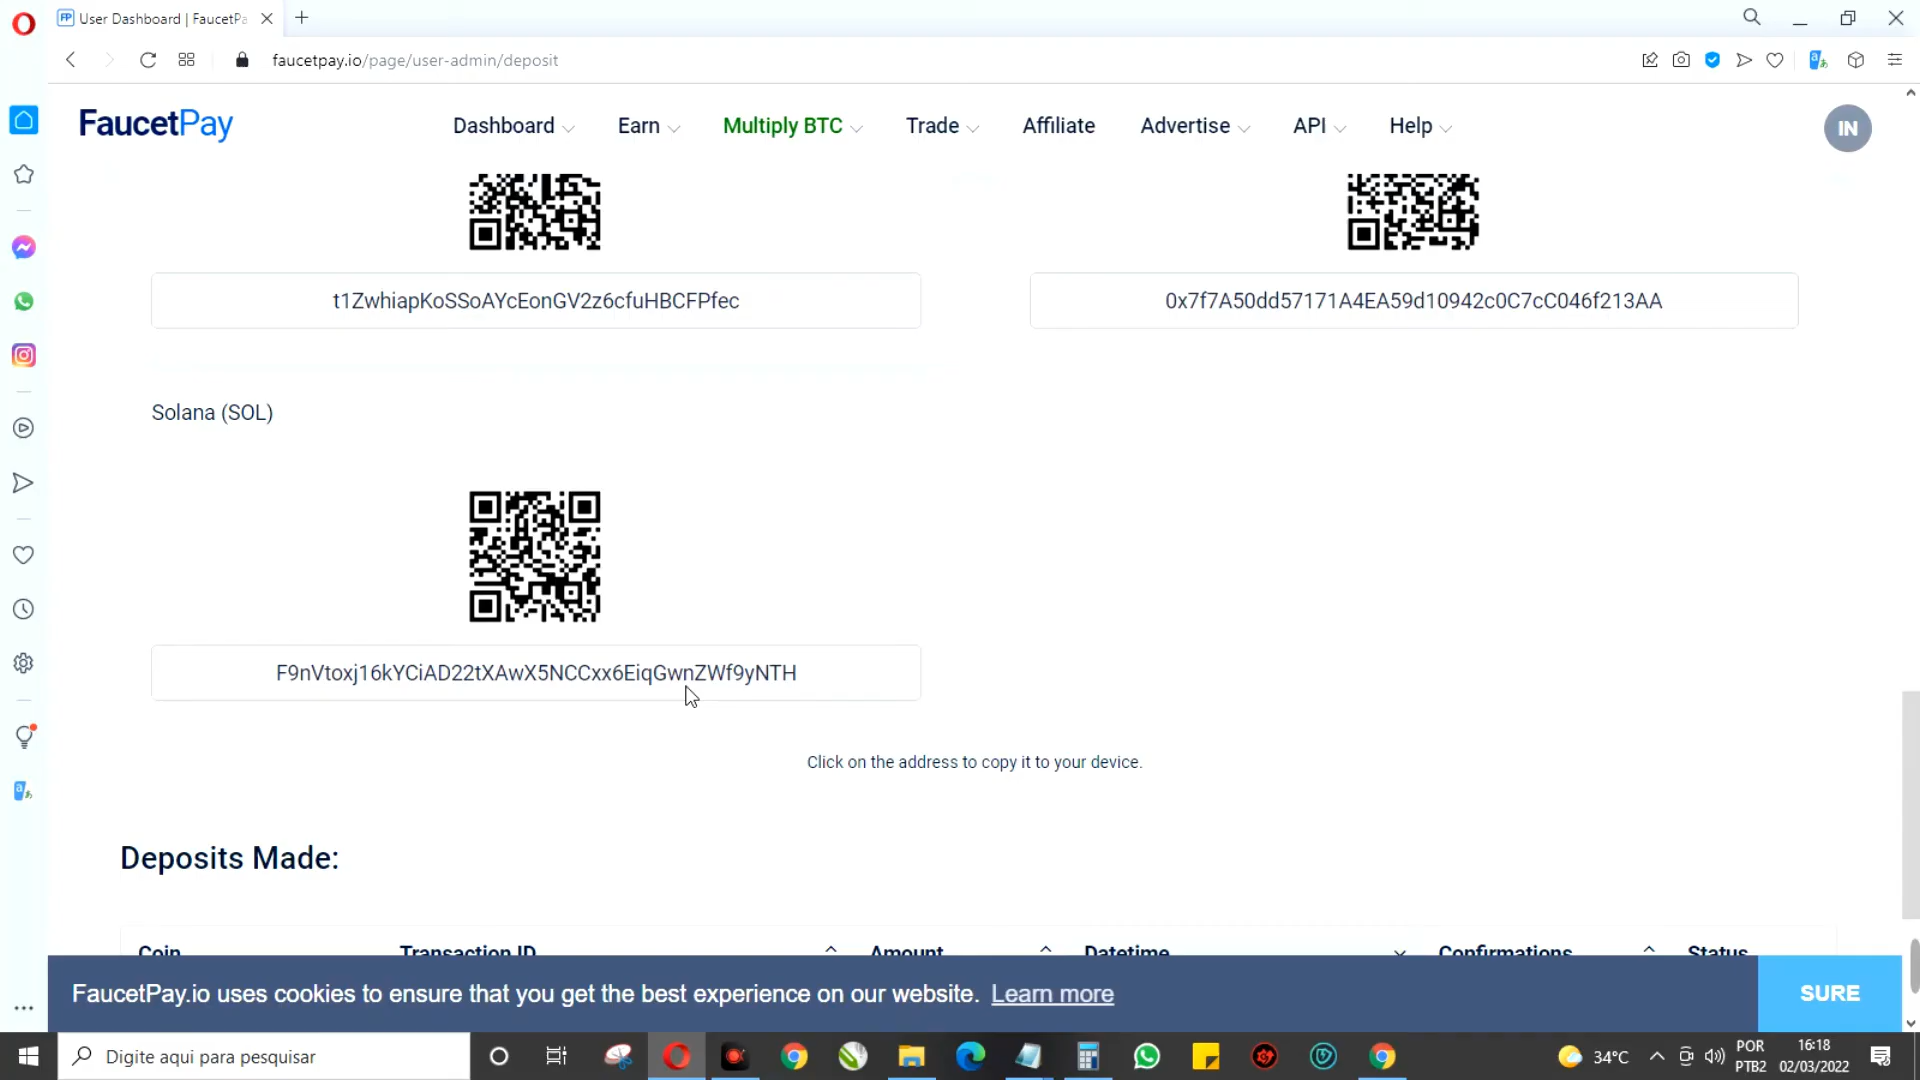 User Dashboard | FaucetPa
faucetpay.io/page/user-admin/deposit
FaucetPay
Dashboard
Earn
Multiply BTC
Trade
Affiliate
Advertise
API
Help
IN
t1ZwhiapKoSSoAYcEonGV2z6cfuHBCFPfec
0x7f7A50dd57171A4EA59d10942c0C7cC046f213AA
Solana (SOL)
F9nVtoxj16kYCiAD22tXAwX5NCCxx6EiqGwnZWf9yNTH
Click on the address to copy it to your device.
Deposits Made:
Coin
Transaction ID
Amount
Datetime
Confirmations
Status
FaucetPay.io uses cookies to ensure that you get the best experience on our website. Learn more
SURE
Digite aqui para pesquisar
34°C
POR
PTB2
16:18
02/03/2022